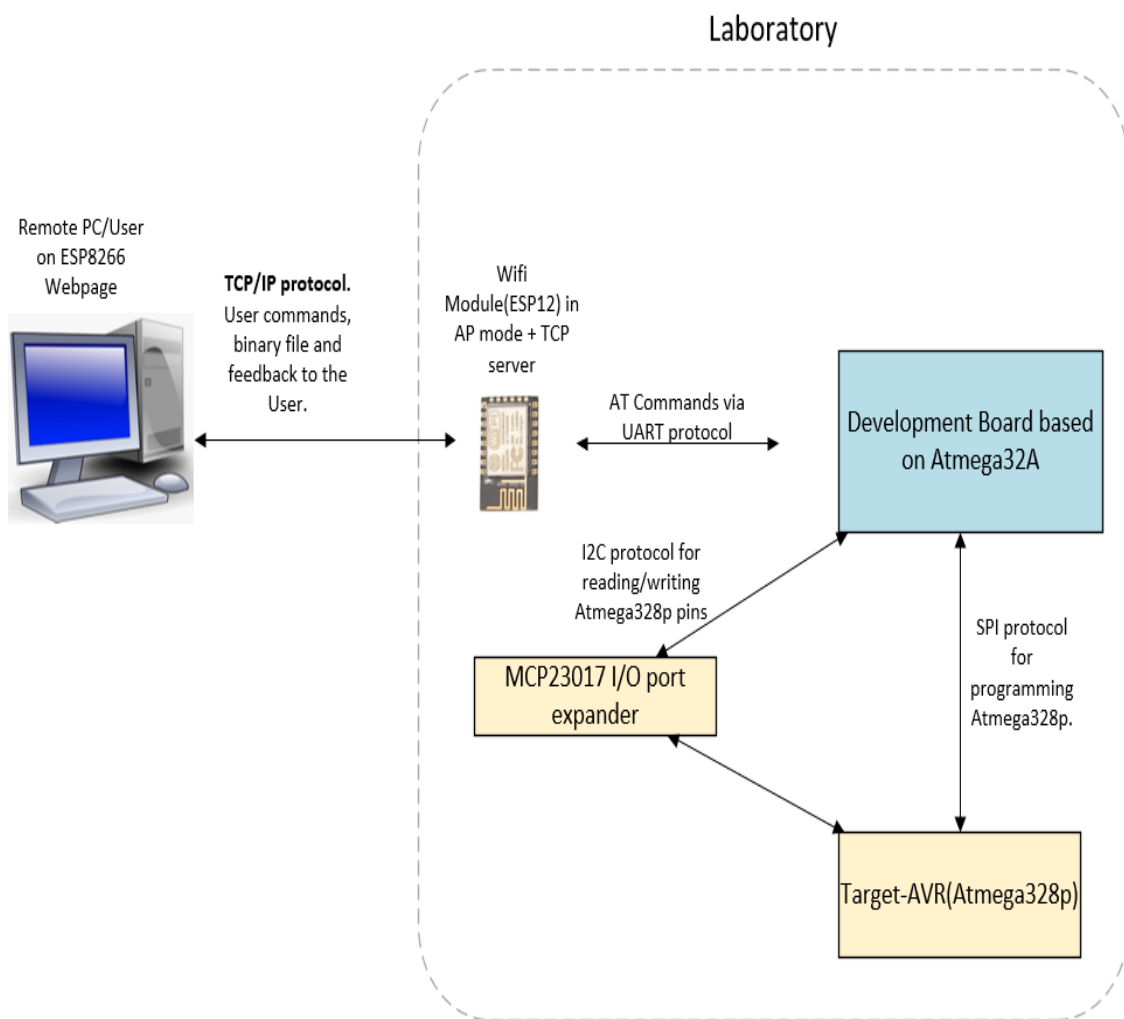 Laboratory
Remote PC/User
on ESP8266
Webpage
TCP/IP protocol.
User commands,
binary file and
feedback to the
User.
Wifi
Module(ESP12) in
AP mode + TCP
server
AT Commands via
UART protocol
Development Board based
on Atmega32A
I2C protocol for
reading/writing
Atmega328p pins
MCP23017 I/O port
expander
SPI protocol
for
programming
Atmega328p.
Target-AVR(Atmega328p)